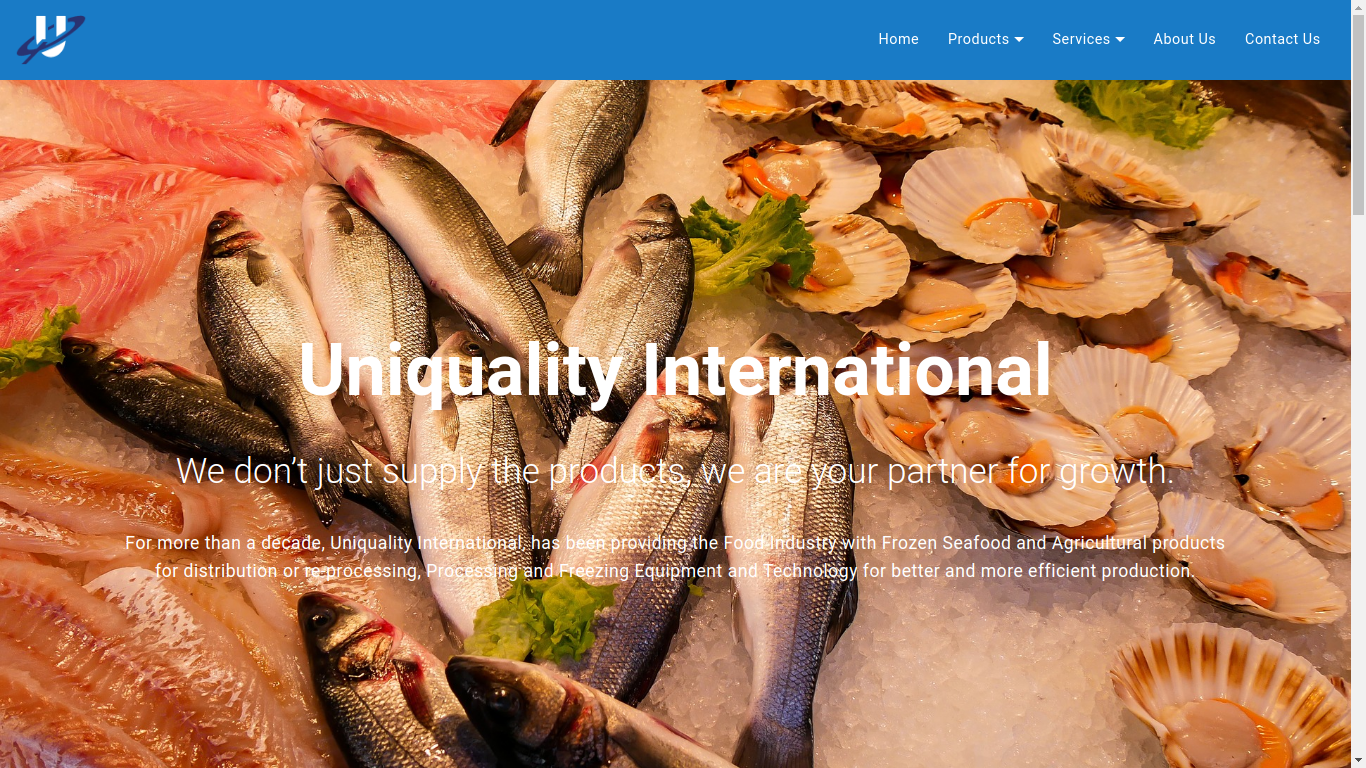 U
Home
Products
Services
About Us
Contact Us
Uniquality International
We don’t just supply the products, we are your partner for growth.
For more than a decade, Uniquality International has been providing the Food Industry with Frozen Seafood and Agricultural products
for distribution or re processing, Processing and Freezing Equipment and Technology for better and more efficient production.